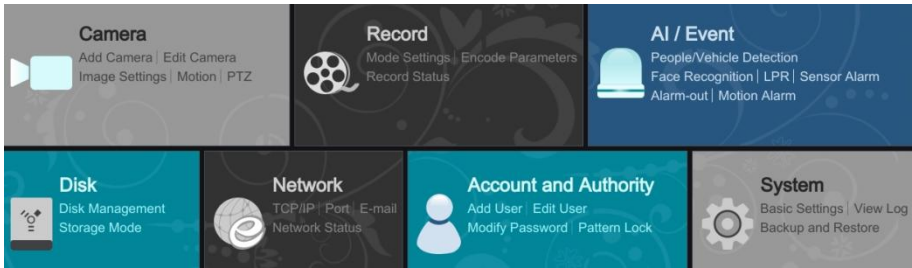 Camera
Add Camera | Edit Camera
Image Settings | Motion | PTZ
Record
Mode Settings | Encode Parameters
Record Status
AI / Event
People/Vehicle Detection
Face Recognition | LPR | Sensor Alarm
Alarm-out | Motion Alarm
Disk
Disk Management
Storage Mode
Network
TCP/IP | Port | E-mail
Network Status
Account and Authority
Add User | Edit User
Modify Password | Pattern Lock
System
Basic Settings | View Log
Backup and Restore